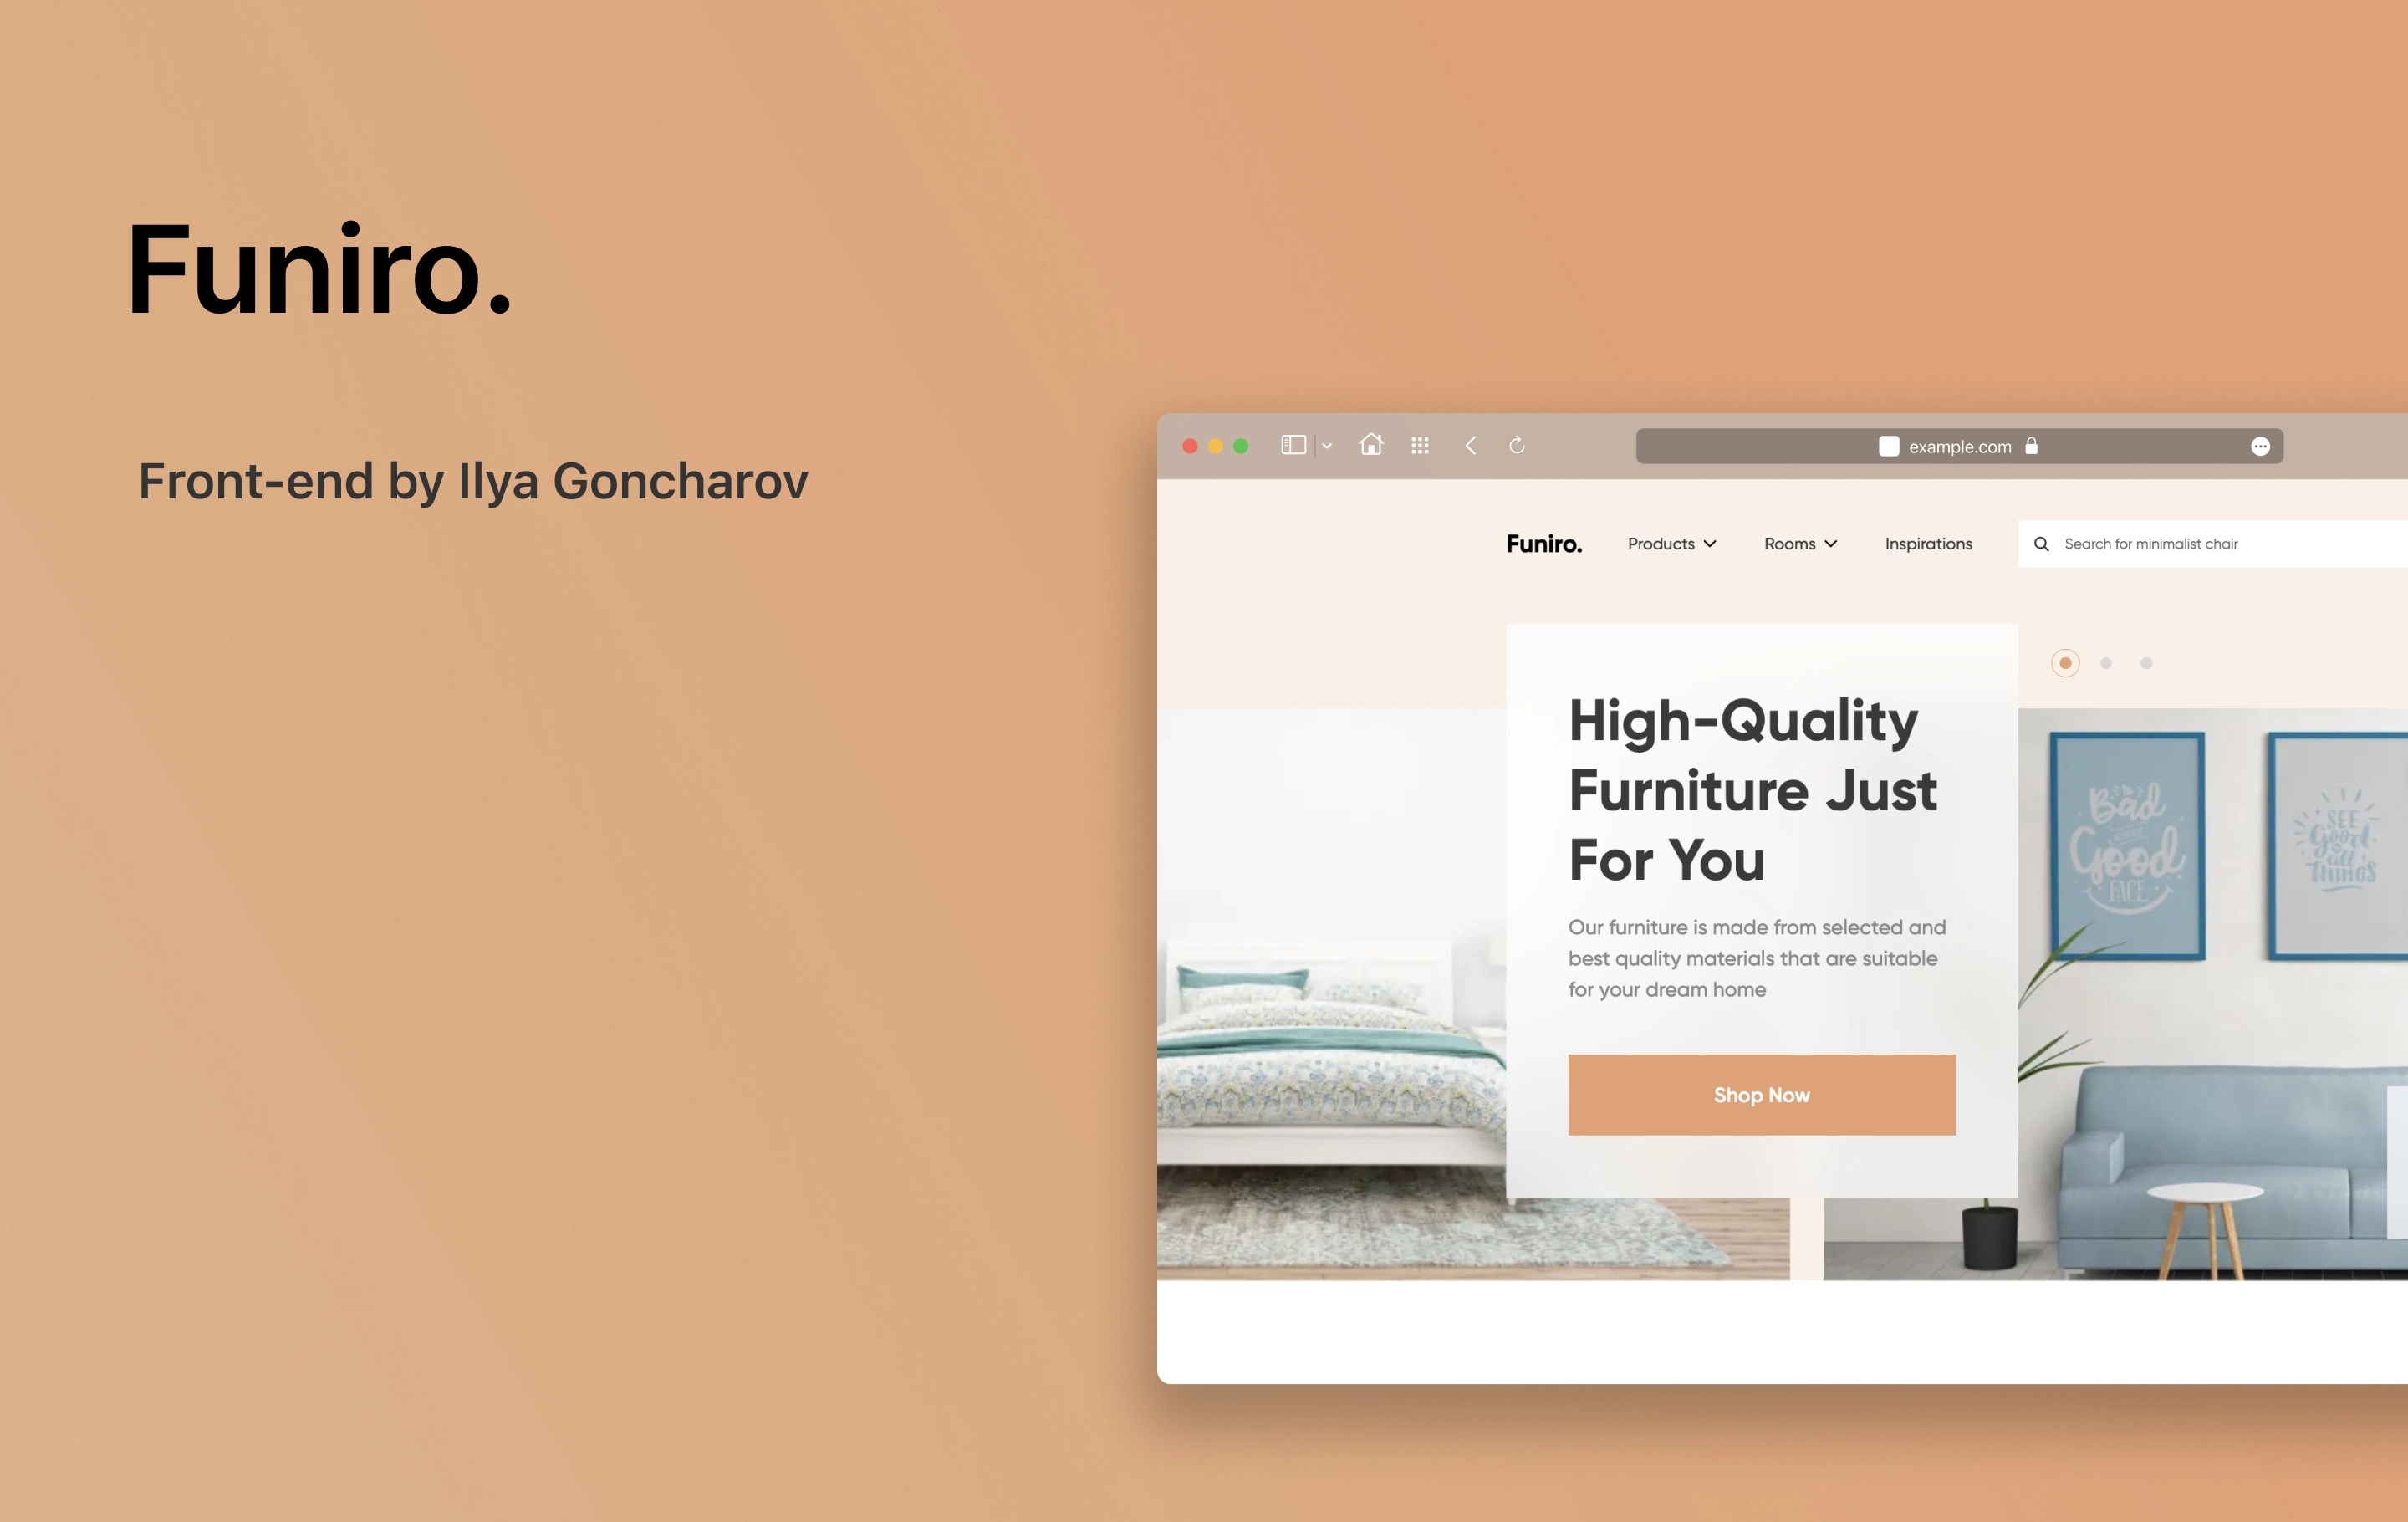 Funiro.
Front-end by Ilya Goncharov
example.com
Funiro.
Products
Rooms
Inspirations
Search for minimalist chair
High-Quality
Furniture Just
For You
Our furniture is made from selected and
best quality materials that are suitable
for your dream home
Shop Now
Bad
Good
FACE
SEE
Good
all
THINGS